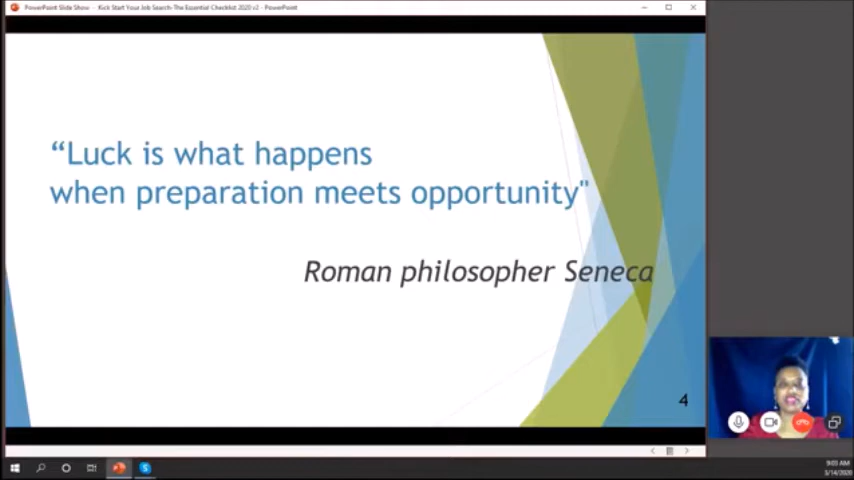 PowerPoint Slide Show - Kick Start Your Job Search-The Essential Checklist 2020 v2 - PowerPoint
“Luck is what happens
when preparation meets opportunity"
Roman philosopher Seneca
4
9:03 AM
3/14/2020